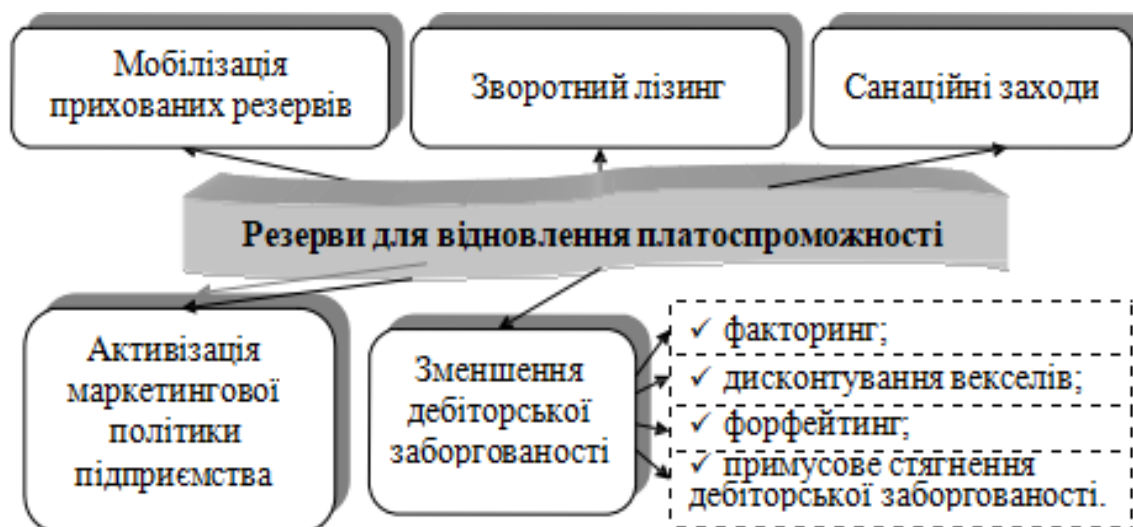 Мобілізація
прихованих резервів
Зворотний лізинг
Санаційні заходи
Резерви для відновлення платоспроможності
Активізація
маркетингової
політики
підприємства
Зменшення
дебіторської
заборгованості
✓ факторинг;
✓ дисконтування векселів;
✓ форфейтинг;
✓ примусове стягнення
дебіторської заборгованості.